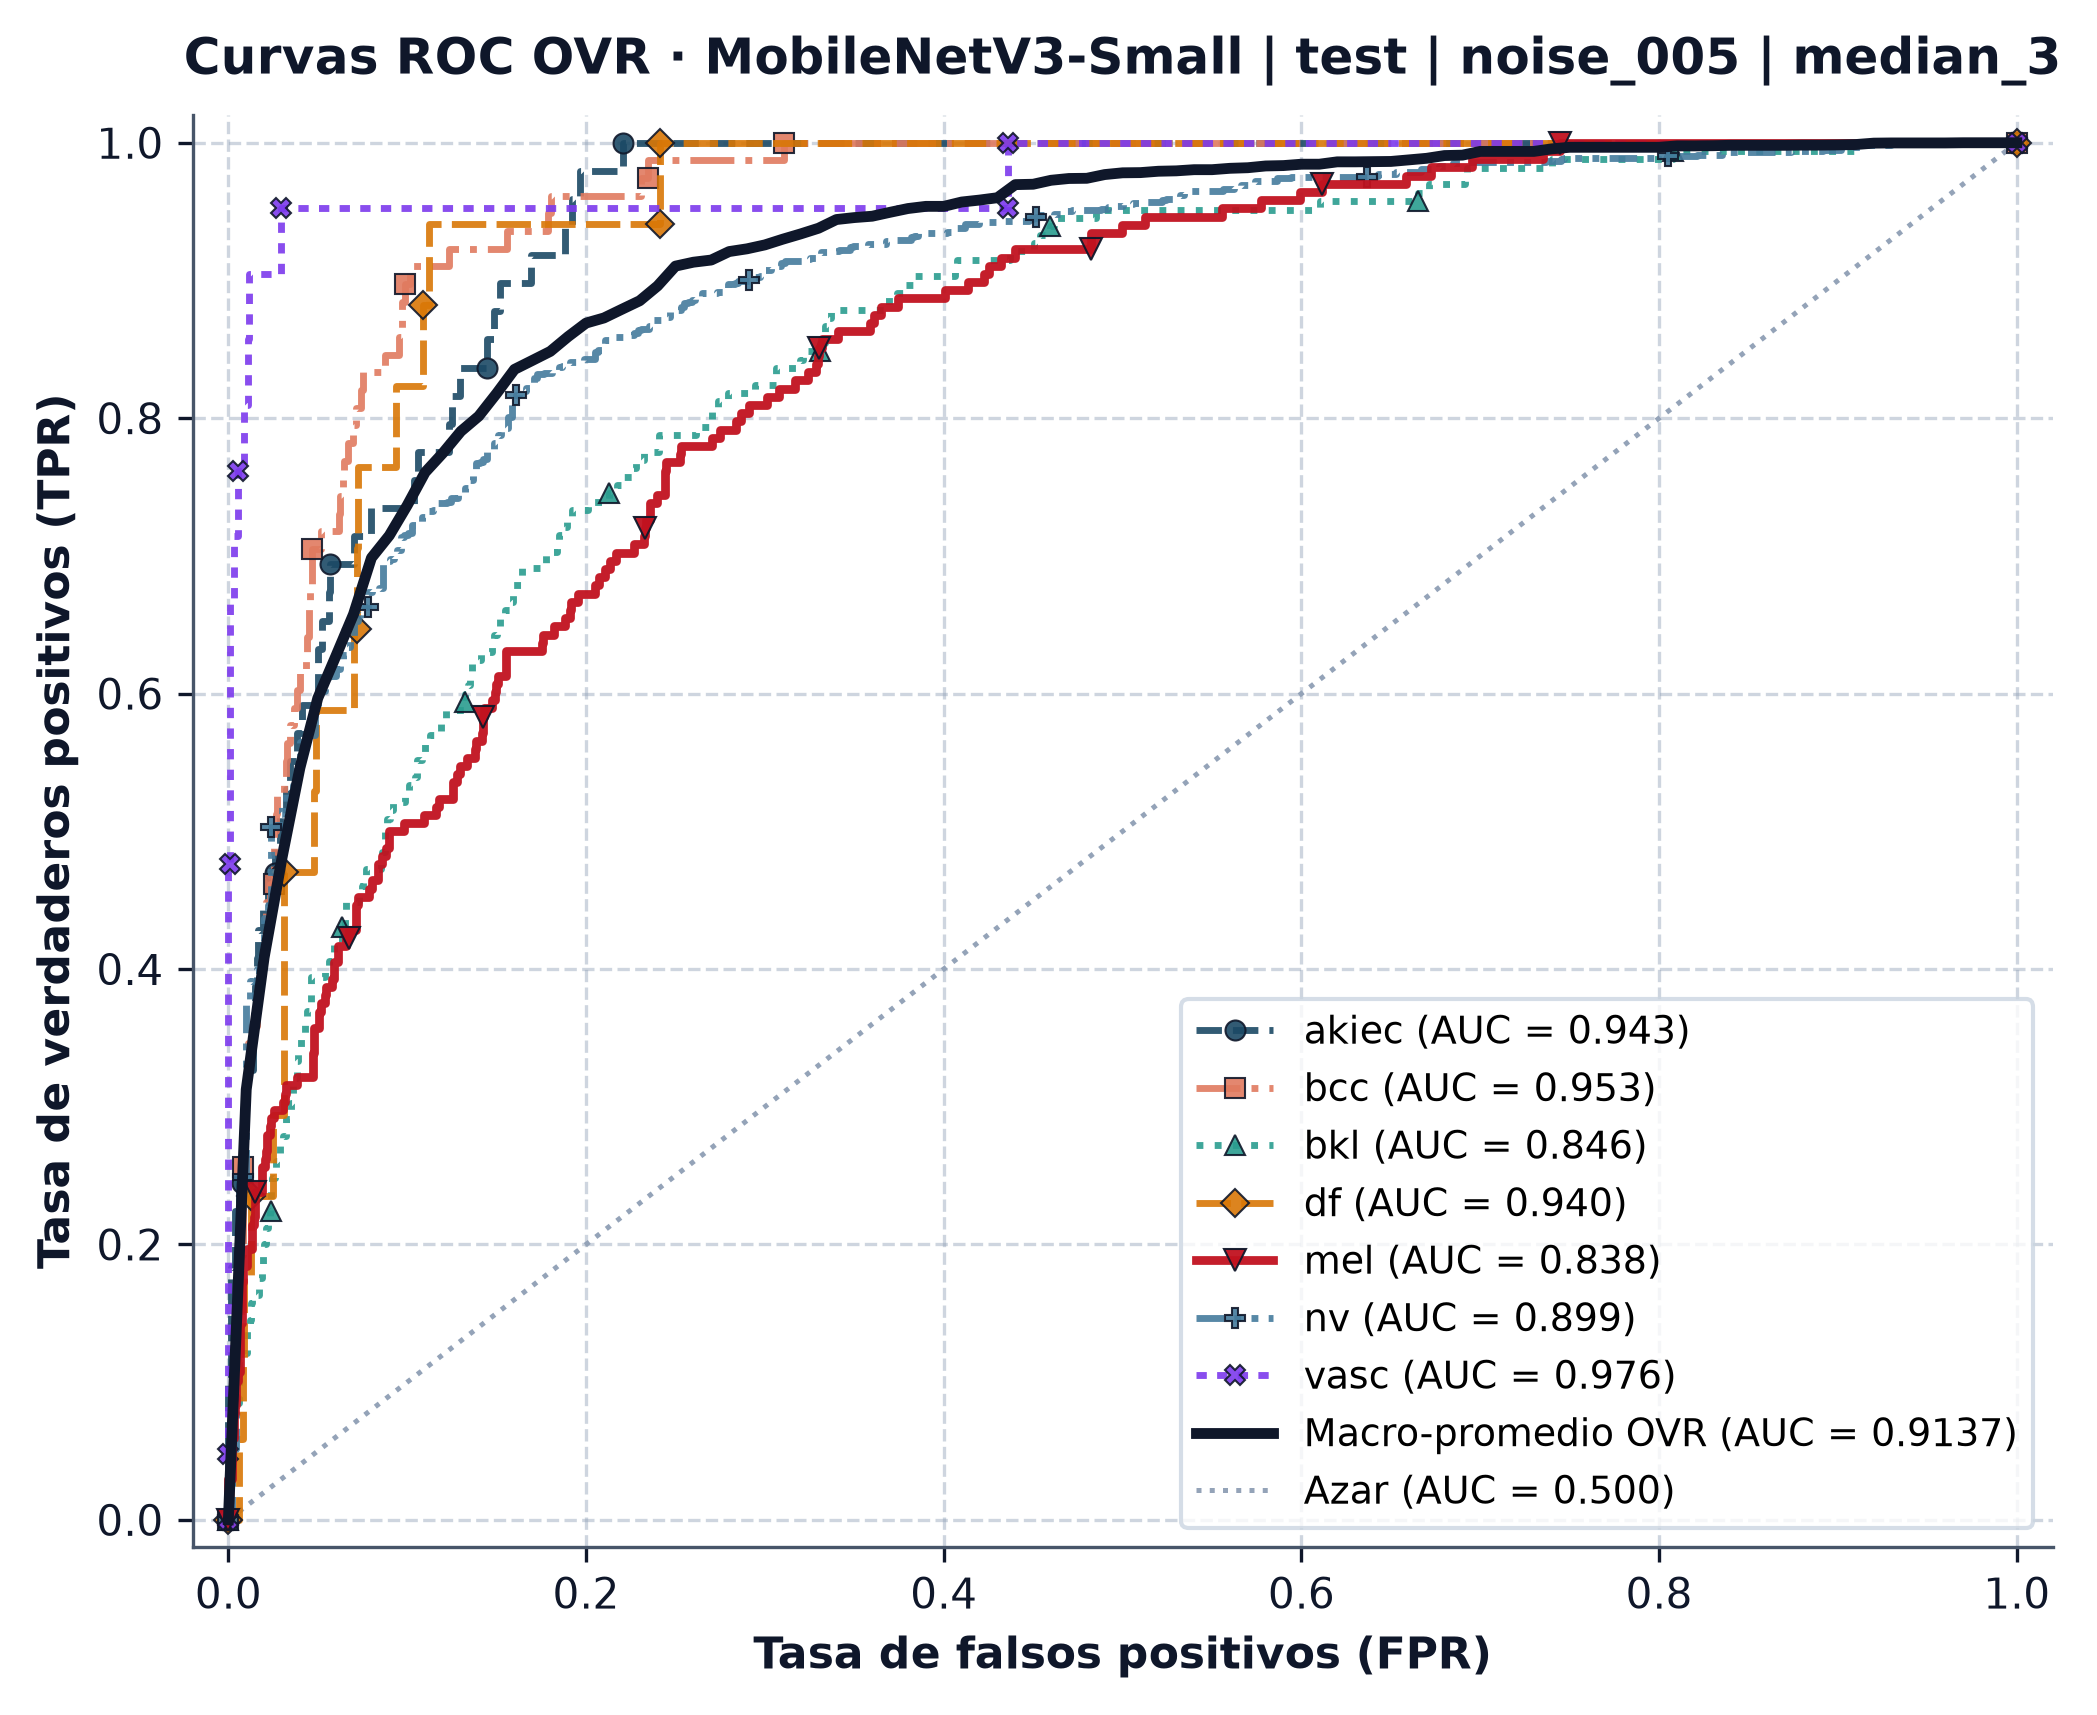 Curvas ROC OVR · MobileNetV3-Small | test | noise_005 | median_3
Tasa de verdaderos positivos (TPR)
1.0
0.8
0.6
0.4
0.2
0.0
akiec (AUC = 0.943)
bcc (AUC = 0.953)
bkl (AUC = 0.846)
df (AUC = 0.940)
mel (AUC = 0.838)
nv (AUC = 0.899)
vasc (AUC = 0.976)
Macro-promedio OVR (AUC = 0.9137)
Azar (AUC = 0.500)
0.0 0.2 0.4 0.6 0.8 1.0
Tasa de falsos positivos (FPR)